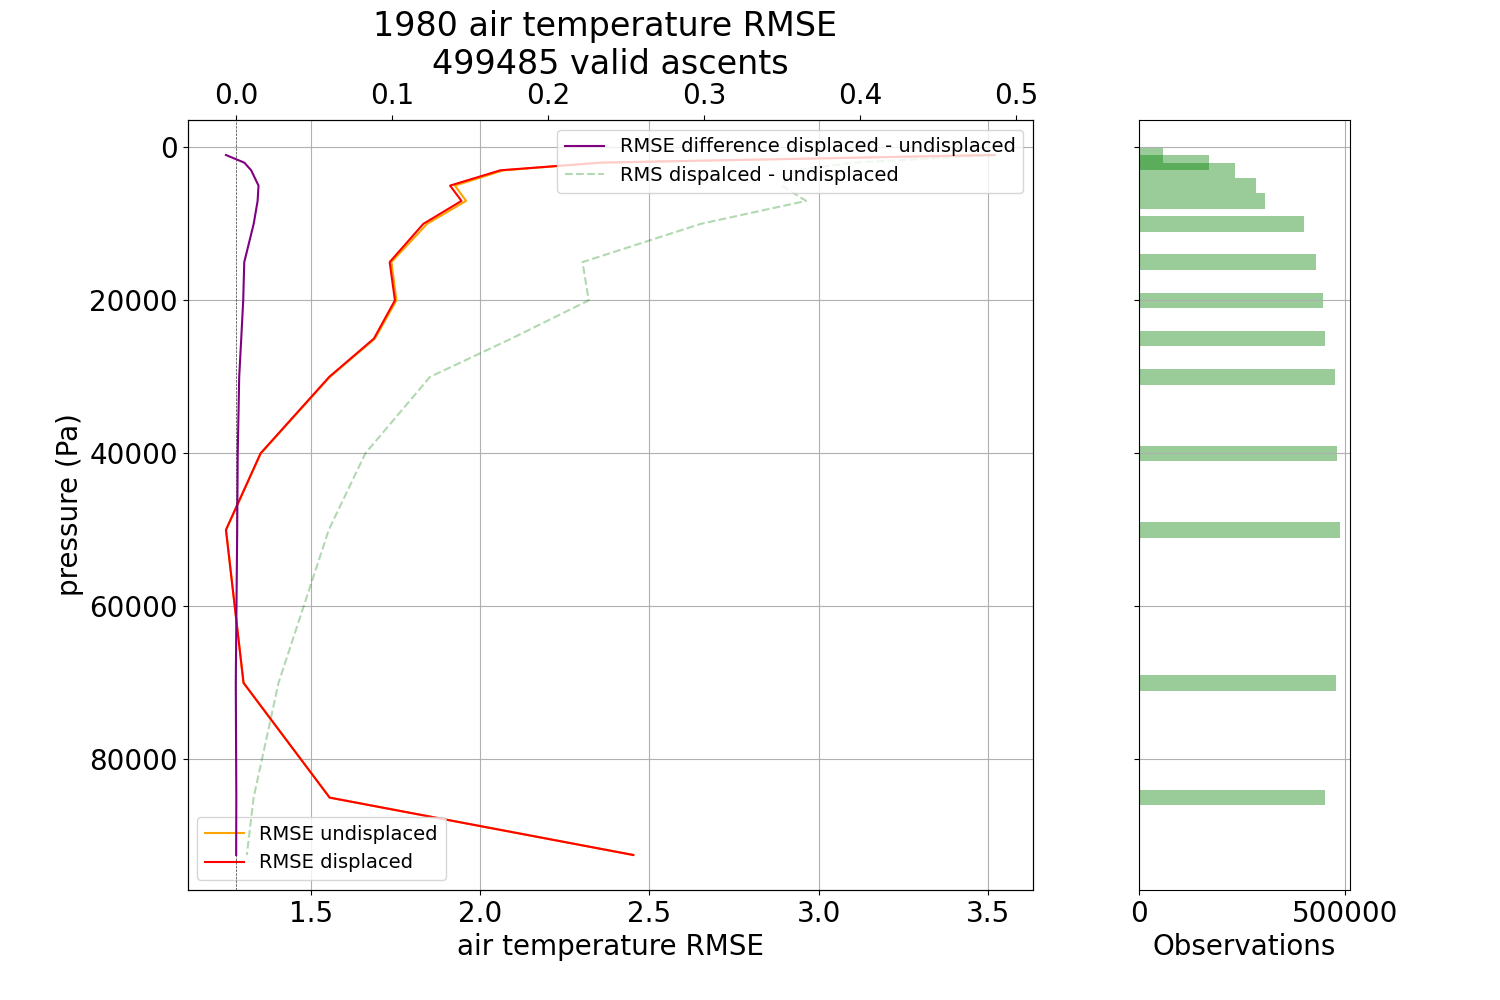 1980 air temperature RMSE
499485 valid ascents
0.0 0.1 0.2 0.3 0.4 0.5
RMSE difference displaced - undisplaced
RMS dispalced - undisplaced
0
20000
40000
60000
80000
pressure (Pa)
RMSE undisplaced
RMSE displaced
1.5 2.0 2.5 3.0 3.5
air temperature RMSE
0 500000
Observations